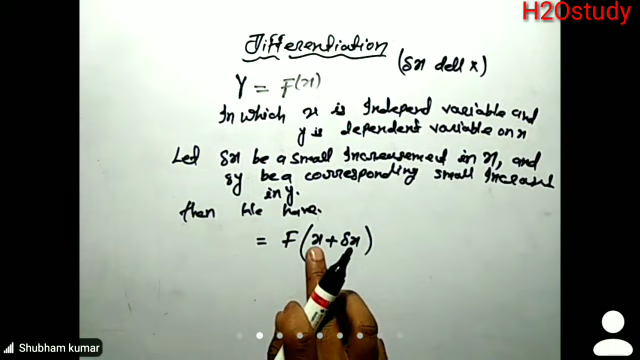 H2Ostudy
Differentiation
(δx dell x)
Y = F(x)
In which x is Independ variable and
y is dependent variable on x
Let δx be a small Increasement in x, and
δy be a corresponding small Increase
in y.
then we have.
= F(x+δx)
Shubham kumar